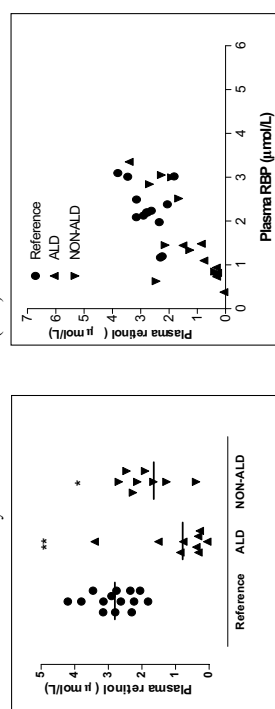 Plasma retinol ( μ mol/L)
5
4
3
2
1
0
**
*
Reference
ALD
NON-ALD
Plasma retinol ( μ mol/L)
7
6
5
4
3
2
1
0
Reference
ALD
NON-ALD
0
1
2
3
4
5
6
Plasma RBP (μmol/L)